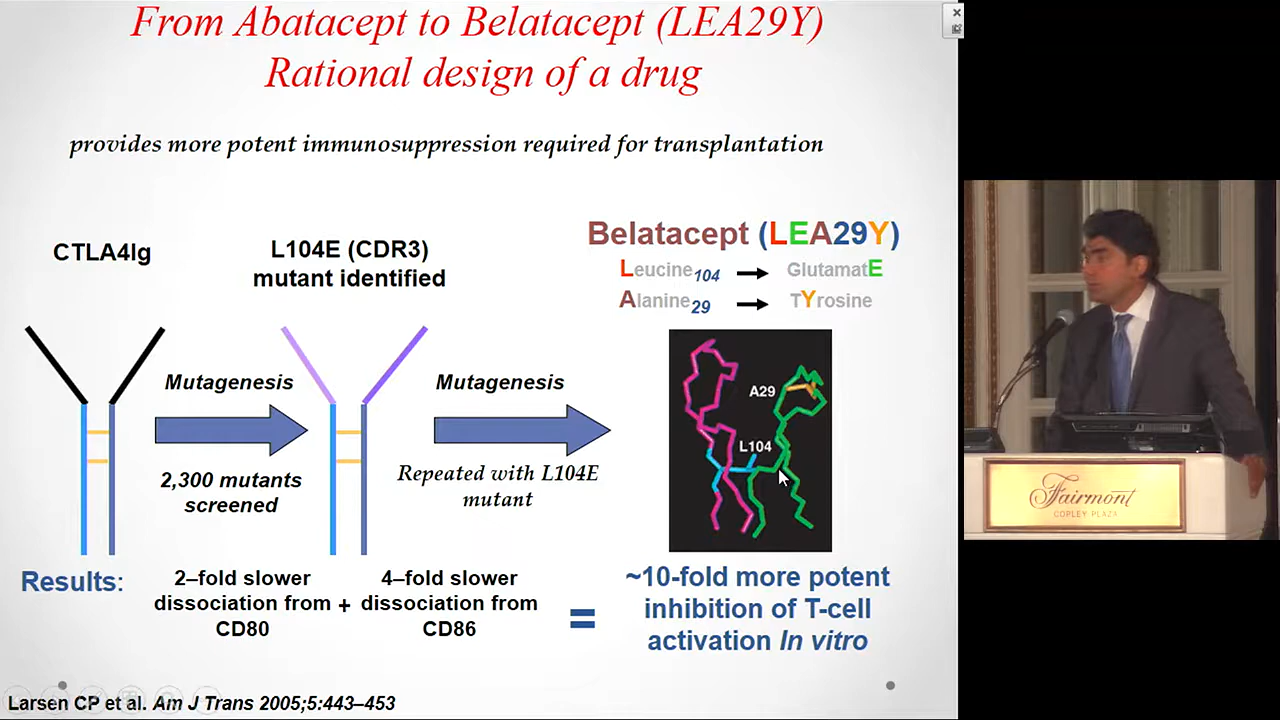 From Abatacept to Belatacept (LEA29Y)
Rational design of a drug
provides more potent immunosuppression required for transplantation
CTLA4Ig
L104E (CDR3)
mutant identified
Belatacept (LEA29Y)
Leucine104 → GlutamatE
Alanine29 → TYrosine
Mutagenesis
2,300 mutants
screened
Mutagenesis
Repeated with L104E
mutant
A29
L104
Results:
2–fold slower
dissociation from
CD80
+
4–fold slower
dissociation from
CD86
=
~10-fold more potent
inhibition of T-cell
activation In vitro
Larsen CP et al. Am J Trans 2005;5:443–453
Fairmont
COPLEY PLAZA